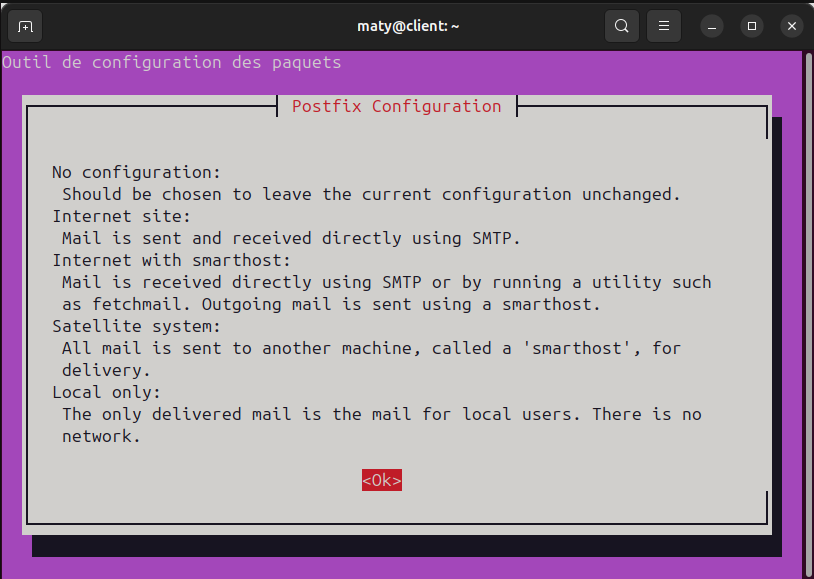 maty@client: ~
Outil de configuration des paquets
Postfix Configuration
No configuration:
Should be chosen to leave the current configuration unchanged.
Internet site:
Mail is sent and received directly using SMTP.
Internet with smarthost:
Mail is received directly using SMTP or by running a utility such
as fetchmail. Outgoing mail is sent using a smarthost.
Satellite system:
All mail is sent to another machine, called a 'smarthost', for
delivery.
Local only:
The only delivered mail is the mail for local users. There is no
network.
<Ok>